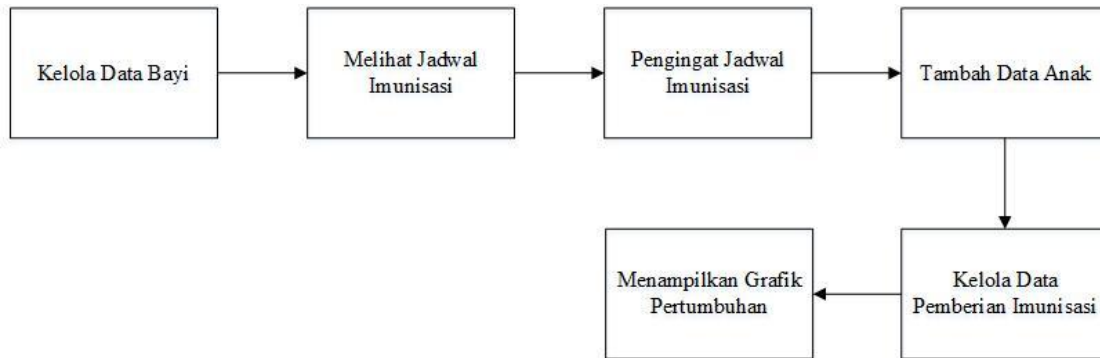 Kelola Data Bayi
Melihat Jadwal
Imunisasi
Pengingat Jadwal
Imunisasi
Tambah Data Anak
Kelola Data
Pemberian Imunisasi
Menampilkan Grafik
Pertumbuhan